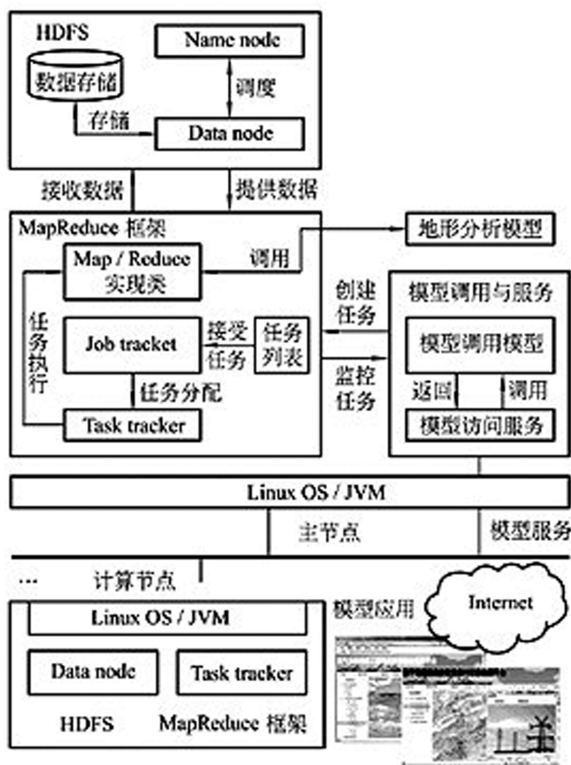 HDFS
Name node
数据存储
调度
存储
Data node
接收数据
提供数据
MapReduce 框架
地形分析模型
Map / Reduce
实现类
调用
创建
任务
模型调用与服务
任务执行
Job tracket
接受
任务
任务
列表
模型调用模型
监控
任务
任务分配
返回
调用
Task tracker
模型访问服务
Linux OS / JVM
主节点
模型服务
...
计算节点
Linux OS / JVM
模型应用
Internet
Data node
Task tracker
HDFS
MapReduce 框架